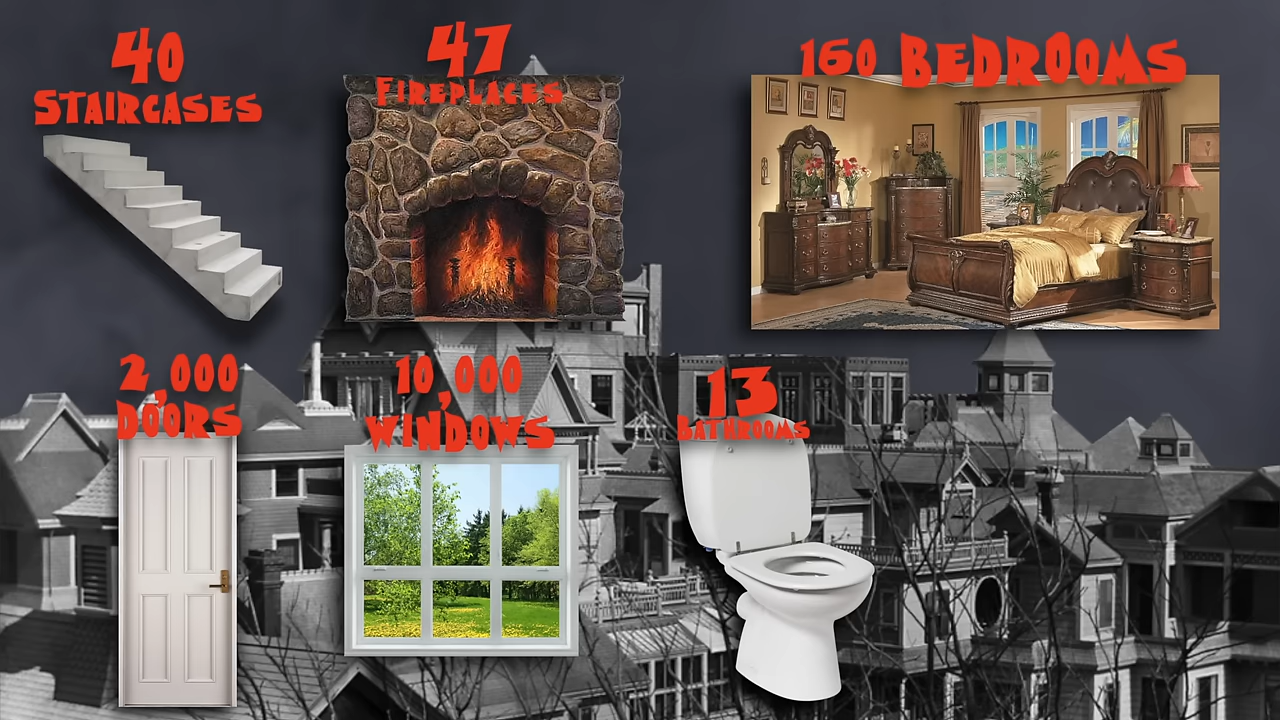 40
STAIRCASES
47
FIREPLACES
160 BEDROOMS
2,000
DOORS
10,000
WINDOWS
13
BATHROOMS